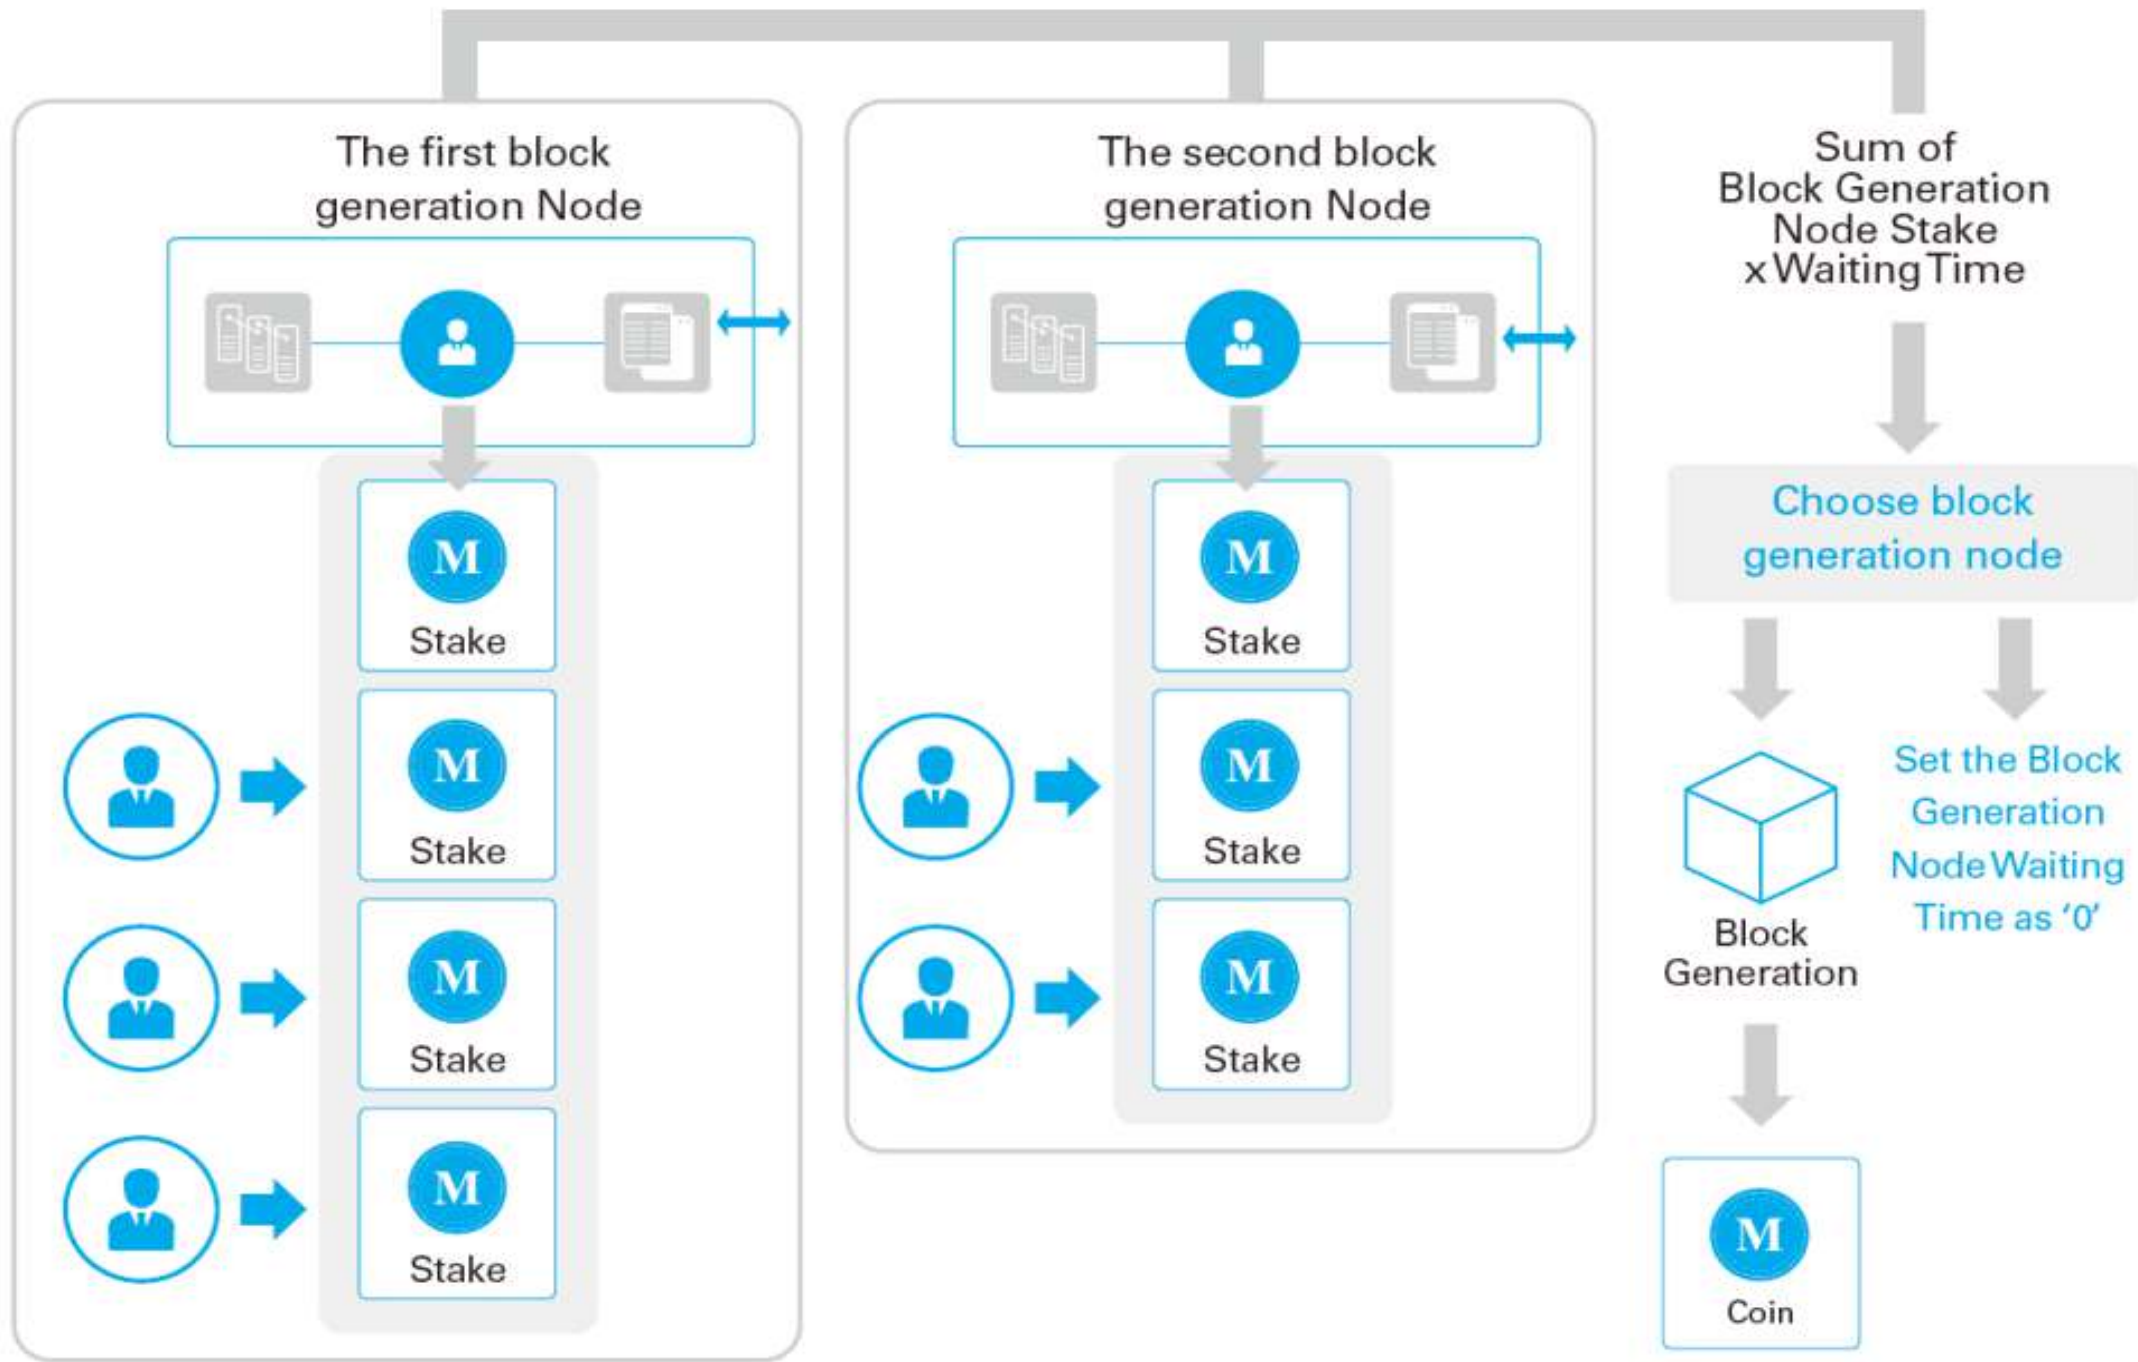 The first block
generation Node
M
Stake
M
Stake
M
Stake
M
Stake
The second block
generation Node
M
Stake
M
Stake
M
Stake
Sum of
Block Generation
Node Stake
x Waiting Time
Choose block
generation node
Block
Generation
Set the Block
Generation
Node Waiting
Time as ‘0’
M
Coin